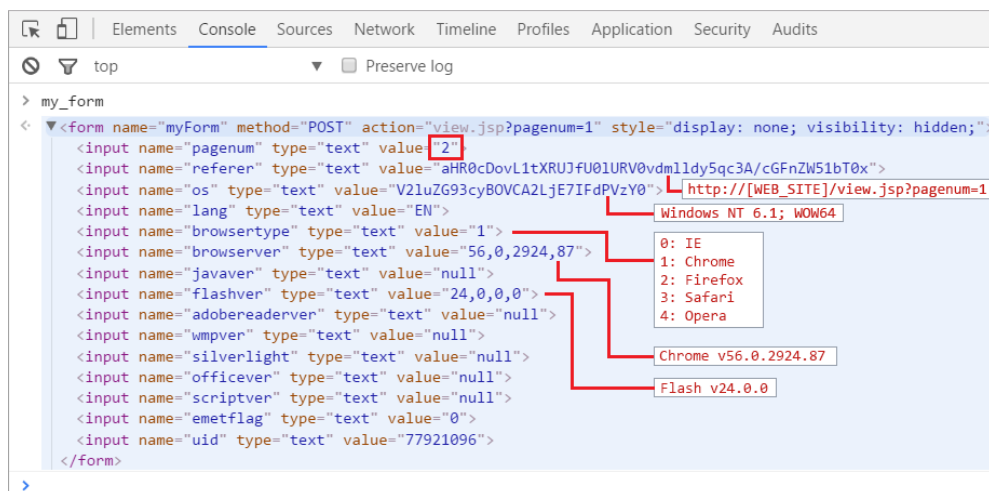 Elements Console Sources Network Timeline Profiles Application Security Audits
top ▼ Preserve log
> my_form
▼<form name="myForm" method="POST" action="view.jsp?pagenum=1" style="display: none; visibility: hidden;">
<input name="pagenum" type="text" value="2">
<input name="referer" type="text" value="aHR0cDovL1tXRUJfU0lURV0vdmlldy5qc3A/cGFnZW51bT0x">
<input name="os" type="text" value="V2luZG93cyBOVCA2LjE7IFdPVzY0"> http://[WEB_SITE]/view.jsp?pagenum=1
<input name="lang" type="text" value="EN"> Windows NT 6.1; WOW64
<input name="browsertype" type="text" value="1">
0: IE
<input name="browserver" type="text" value="56,0,2924,87">
1: Chrome
<input name="javaver" type="text" value="null">
2: Firefox
<input name="flashver" type="text" value="24,0,0,0">
3: Safari
<input name="adobereaderver" type="text" value="null">
4: Opera
<input name="wmpver" type="text" value="null">
<input name="silverlight" type="text" value="null"> Chrome v56.0.2924.87
<input name="officever" type="text" value="null">
<input name="scriptver" type="text" value="null"> Flash v24.0.0
<input name="emetflag" type="text" value="0">
<input name="uid" type="text" value="77921096">
</form>
>